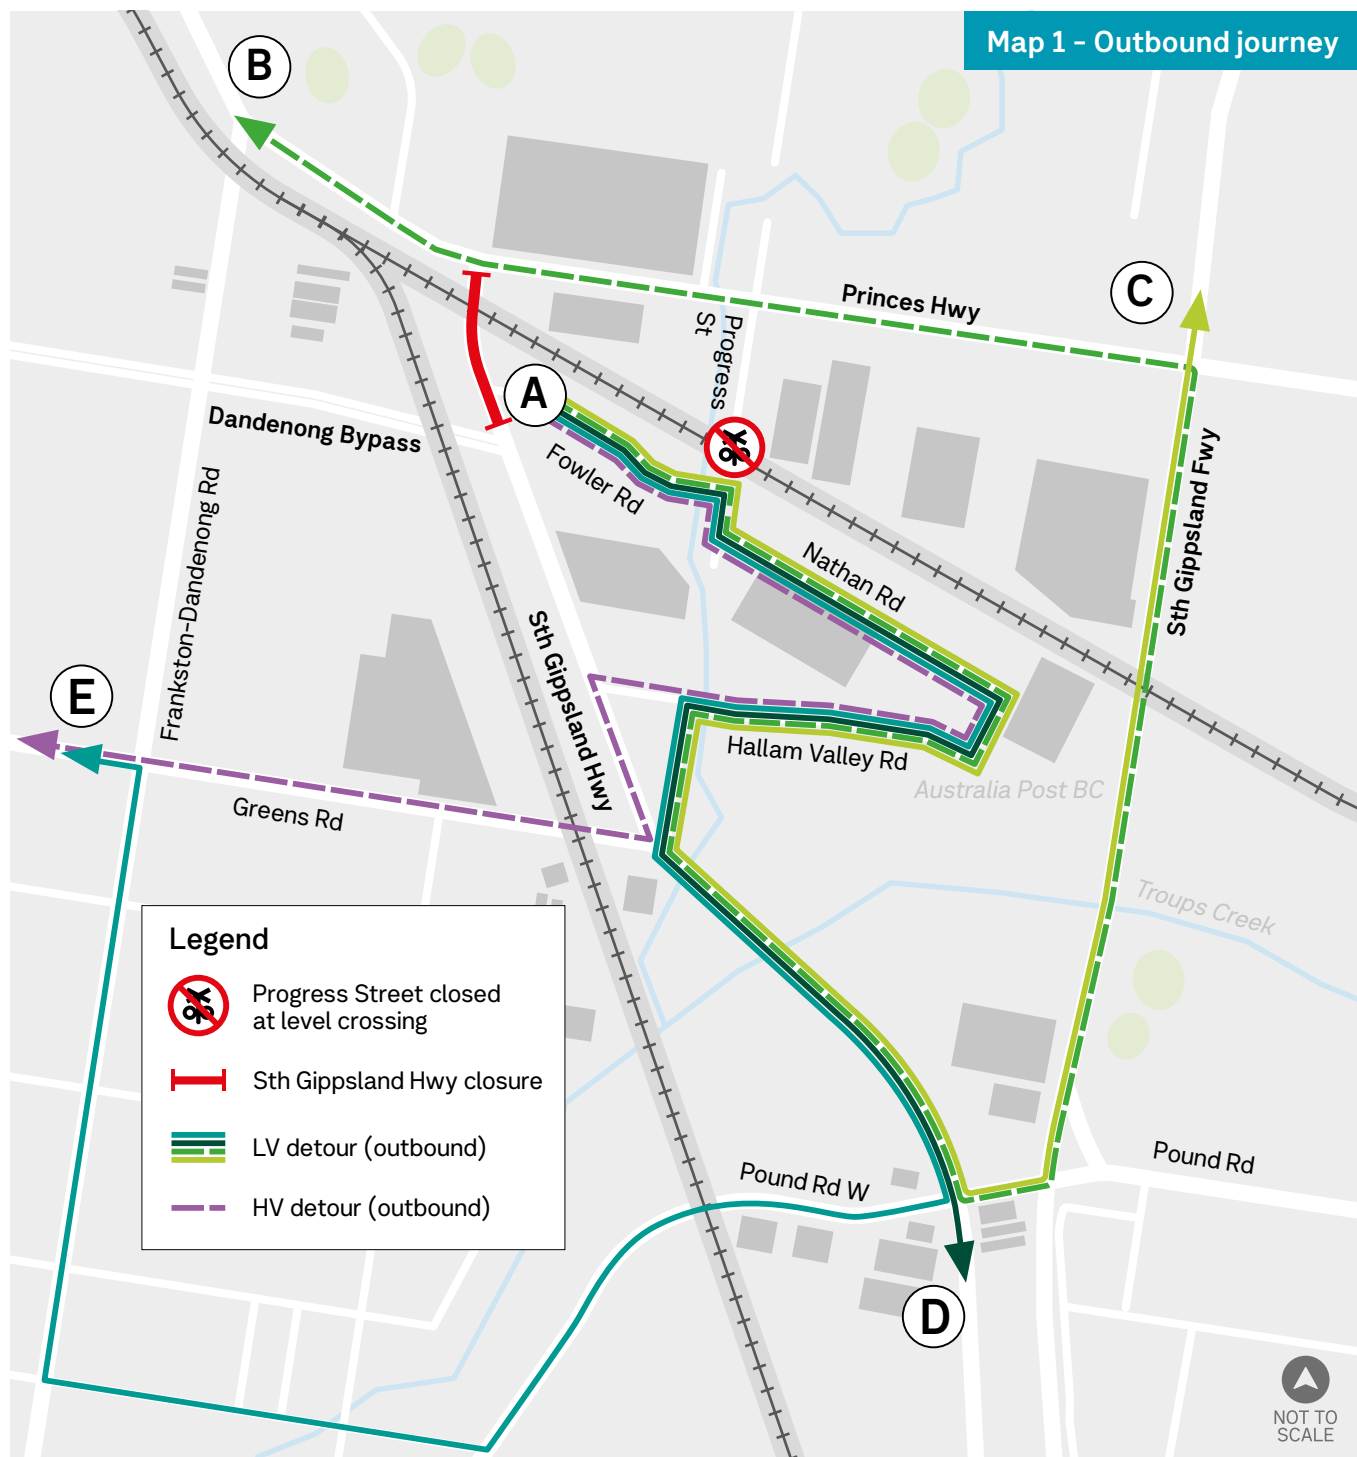 Map 1 - Outbound journey
B
C
Princes Hwy
Progress
St
A
Dandenong Bypass
Fowler Rd
Sth Gippsland Fwy
Frankston-Dandenong Rd
Nathan Rd
Sth Gippsland Hwy
E
Hallam Valley Rd
Australia Post BC
Greens Rd
Troups Creek
Legend
Progress Street closed
at level crossing
Sth Gippsland Hwy closure
LV detour (outbound)
HV detour (outbound)
Pound Rd
Pound Rd W
D
NOT TO
SCALE